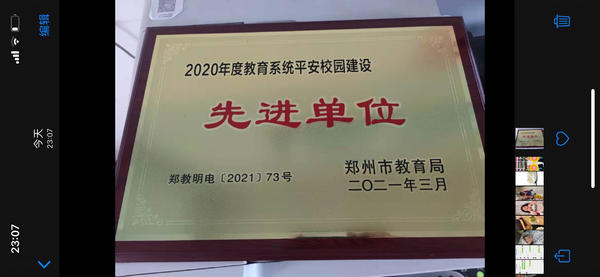 2020年度教育系统平安校园建设
先进单位
郑教明电〔2021〕73号
郑州市教育局
二〇二一年三月
编辑
今天
23:07
23:07